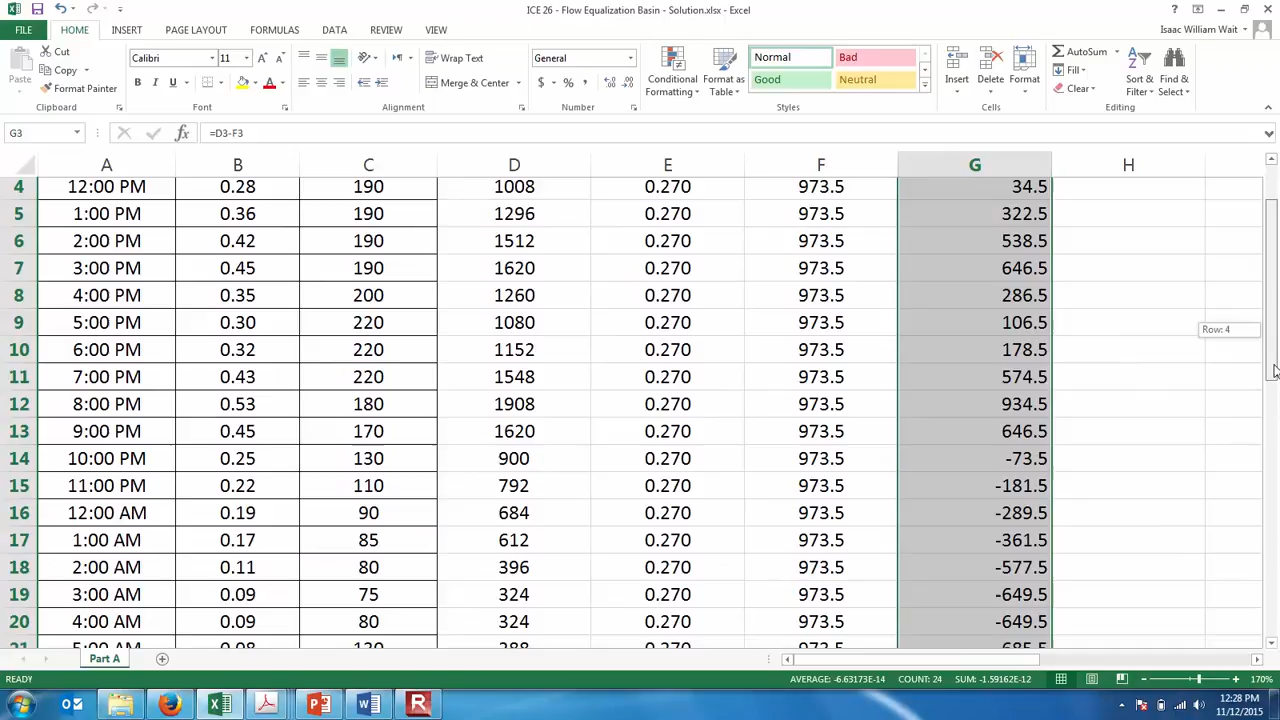 ICE 26 - Flow Equalization Basin - Solution.xlsx - Excel
FILE HOME INSERT PAGE LAYOUT FORMULAS DATA REVIEW VIEW Isaac William Wait
Paste Cut Copy Format Painter
Clipboard
Calibri 11
B I U A
Font
Wrap Text
Merge & Center
Alignment
General
$ % ,
Number
Conditional Formatting Format as Table
Normal Bad
Good Neutral
Styles
Insert Delete Format
Cells
AutoSum
Fill
Clear
Sort & Filter Find & Select
Editing
G3 fx =D3-F3
A B C D E F G H
4 12:00 PM 0.28 190 1008 0.270 973.5 34.5
5 1:00 PM 0.36 190 1296 0.270 973.5 322.5
6 2:00 PM 0.42 190 1512 0.270 973.5 538.5
7 3:00 PM 0.45 190 1620 0.270 973.5 646.5
8 4:00 PM 0.35 200 1260 0.270 973.5 286.5
9 5:00 PM 0.30 220 1080 0.270 973.5 106.5
Row: 4
10 6:00 PM 0.32 220 1152 0.270 973.5 178.5
11 7:00 PM 0.43 220 1548 0.270 973.5 574.5
12 8:00 PM 0.53 180 1908 0.270 973.5 934.5
13 9:00 PM 0.45 170 1620 0.270 973.5 646.5
14 10:00 PM 0.25 130 900 0.270 973.5 -73.5
15 11:00 PM 0.22 110 792 0.270 973.5 -181.5
16 12:00 AM 0.19 90 684 0.270 973.5 -289.5
17 1:00 AM 0.17 85 612 0.270 973.5 -361.5
18 2:00 AM 0.11 80 396 0.270 973.5 -577.5
19 3:00 AM 0.09 75 324 0.270 973.5 -649.5
20 4:00 AM 0.09 80 324 0.270 973.5 -649.5
21 5:00 AM 0.08 130 288 0.270 973.5 -685.5
Part A
READY AVERAGE: -6.63173E-14 COUNT: 24 SUM: -1.59162E-12 170%
12:28 PM
11/12/2015